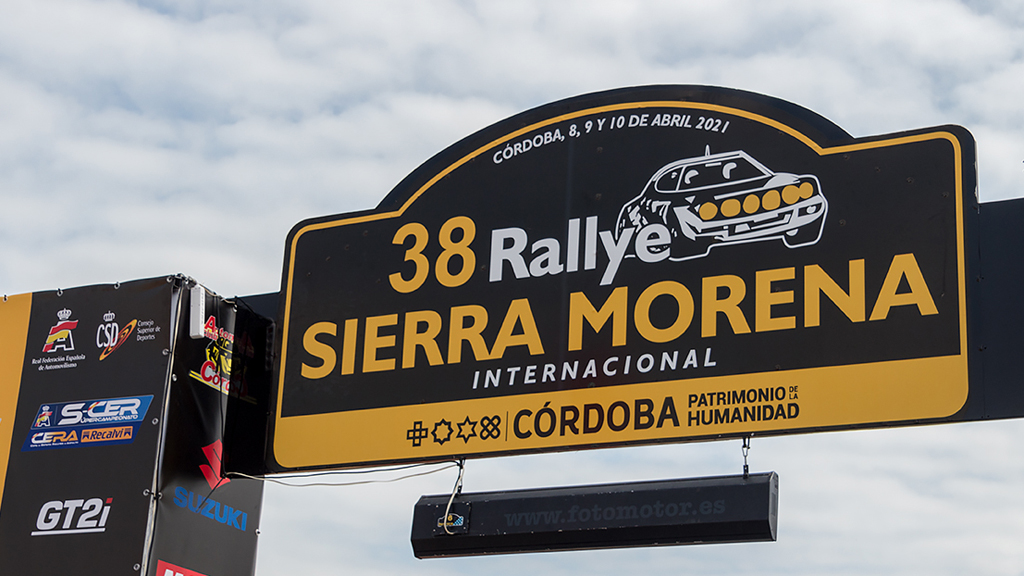 CÓRDOBA, 8, 9 Y 10 DE ABRIL 2021
38 Rallye
SIERRA MORENA
INTERNACIONAL
CÓRDOBA PATRIMONIO DE LA
HUMANIDAD
www.fotomotor.es
Real Federación Española
de Automovilismo
CSD Consejo
Superior de
Deportes
S-CER
SUPERCAMPEONATO
CERA Recalvi
GT2i
SUZUKI